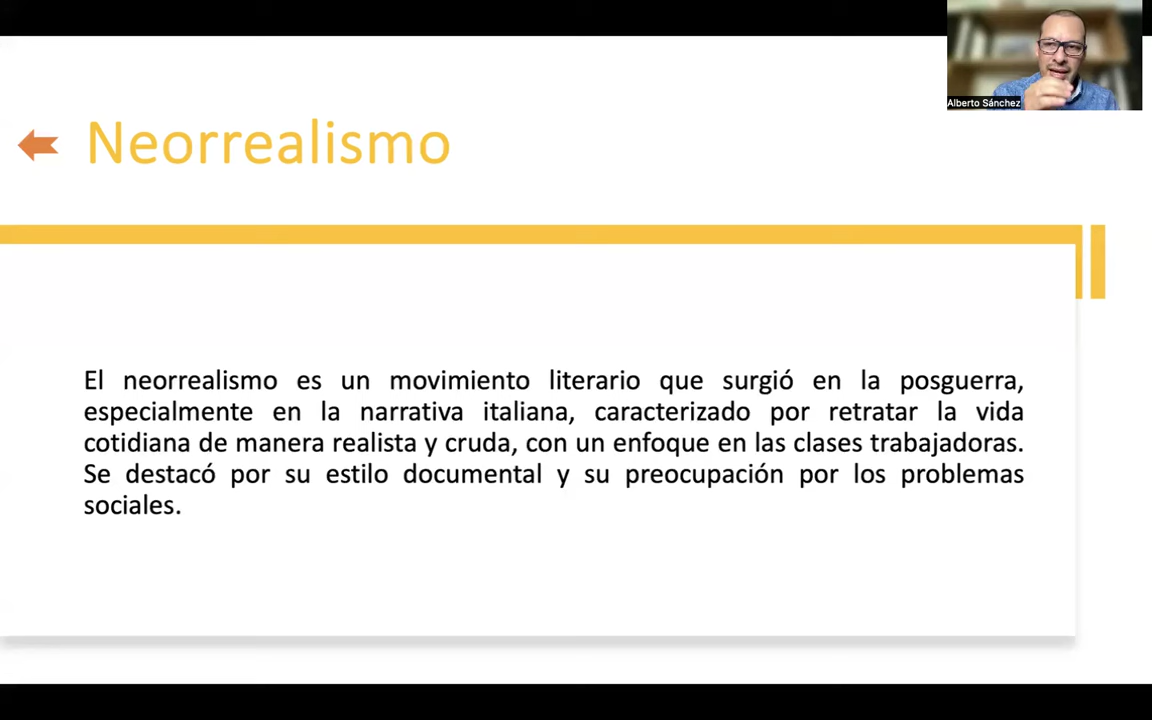 Alberto Sánchez
Neorrealismo
El neorrealismo es un movimiento literario que surgió en la posguerra,
especialmente en la narrativa italiana, caracterizado por retratar la vida
cotidiana de manera realista y cruda, con un enfoque en las clases trabajadoras.
Se destacó por su estilo documental y su preocupación por los problemas
sociales.